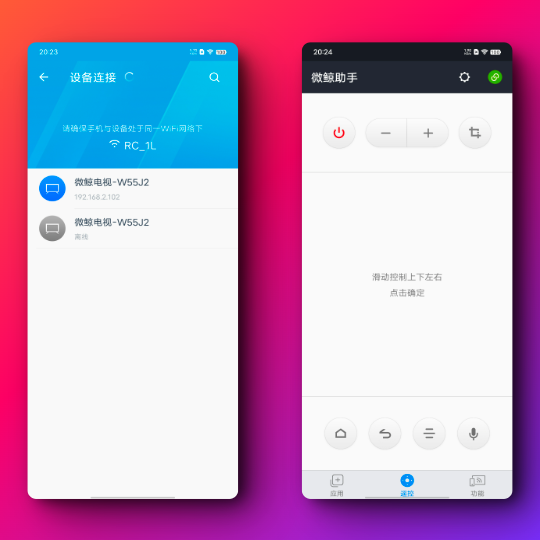 20:23
设备连接
请确保手机与设备处于同一WiFi网络下
RC_1L
微鲸电视-W55J2
192.168.2.102
微鲸电视-W55J2
离线
20:24
微鲸助手
滑动控制上下左右
点击确定
应用
遥控
功能